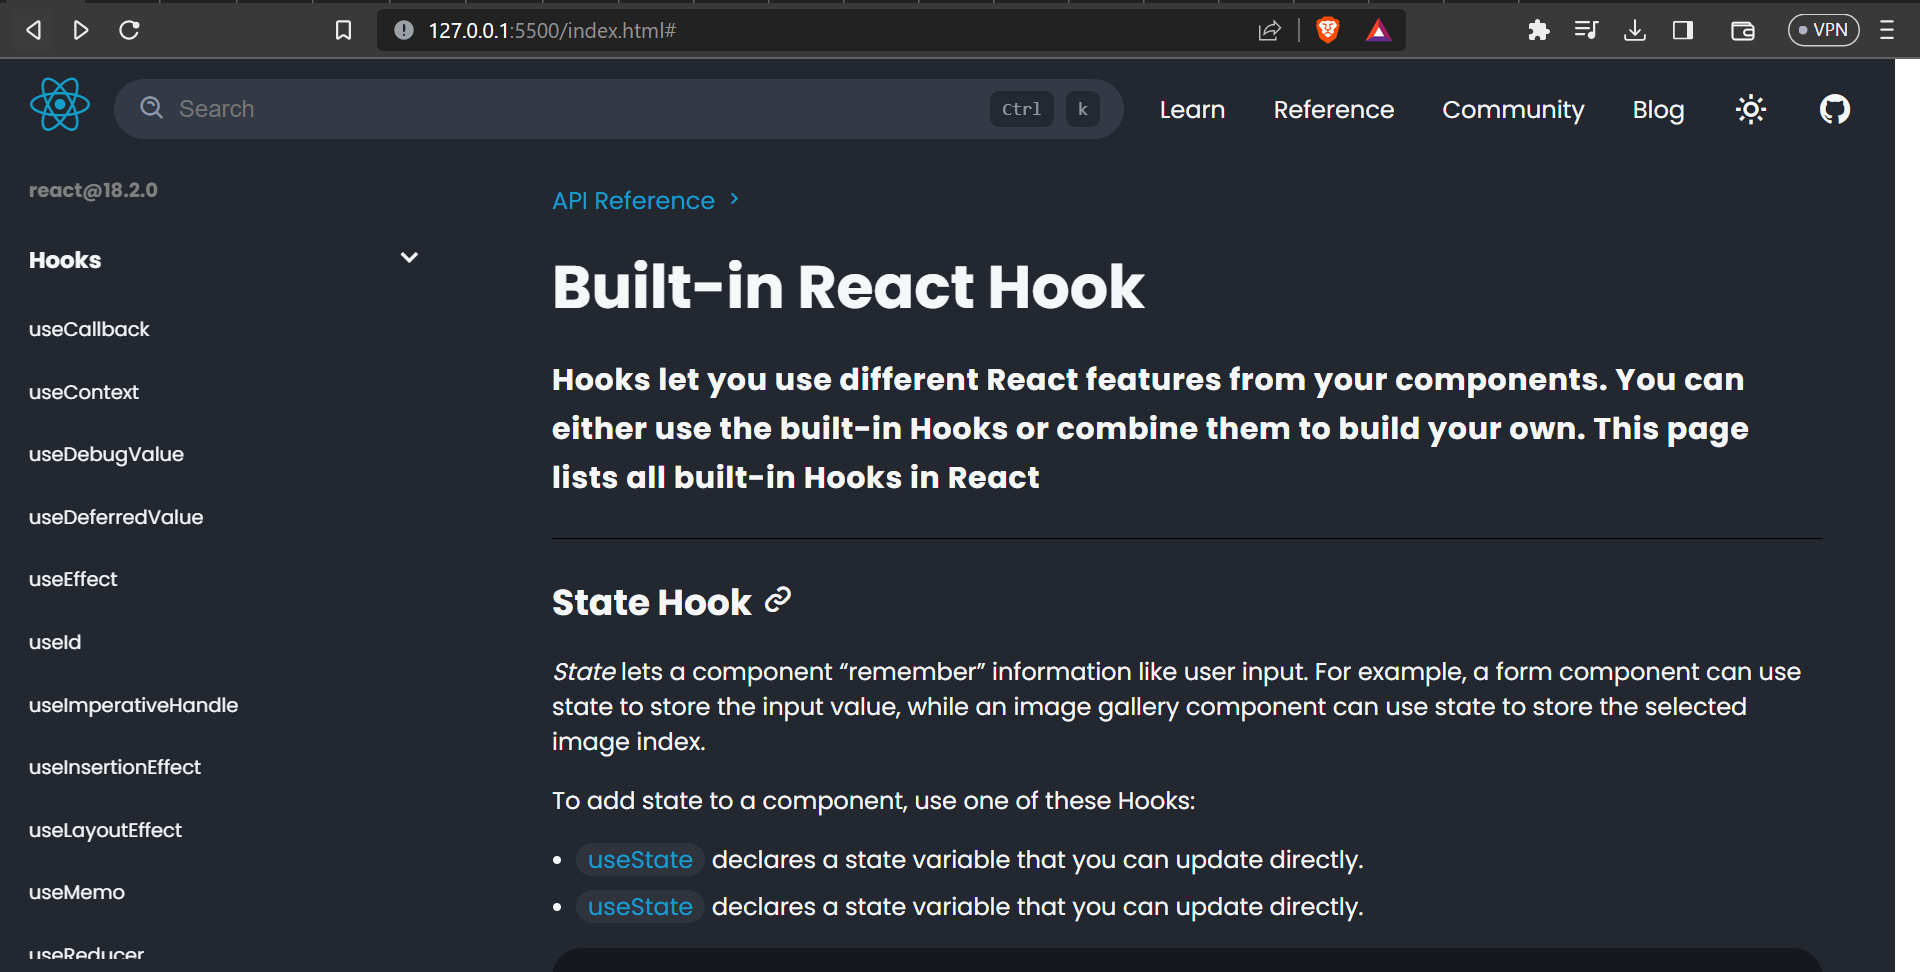 127.0.0.1:5500/index.html#
VPN
Search
Ctrl k
Learn
Reference
Community
Blog
react@18.2.0
Hooks
useCallback
useContext
useDebugValue
useDeferredValue
useEffect
useId
useImperativeHandle
useInsertionEffect
useLayoutEffect
useMemo
useReducer
API Reference
Built-in React Hook
Hooks let you use different React features from your components. You can
either use the built-in Hooks or combine them to build your own. This page
lists all built-in Hooks in React
State Hook
State lets a component “remember” information like user input. For example, a form component can use
state to store the input value, while an image gallery component can use state to store the selected
image index.
To add state to a component, use one of these Hooks:
• useState declares a state variable that you can update directly.
• useState declares a state variable that you can update directly.